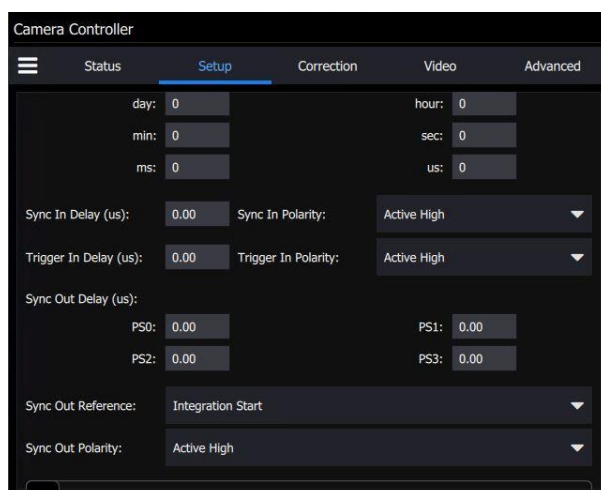 Camera Controller
Status Setup Correction Video Advanced
day: 0 hour: 0
min: 0 sec: 0
ms: 0 us: 0
Sync In Delay (us): 0.00 Sync In Polarity: Active High
Trigger In Delay (us): 0.00 Trigger In Polarity: Active High
Sync Out Delay (us):
PS0: 0.00 PS1: 0.00
PS2: 0.00 PS3: 0.00
Sync Out Reference: Integration Start
Sync Out Polarity: Active High